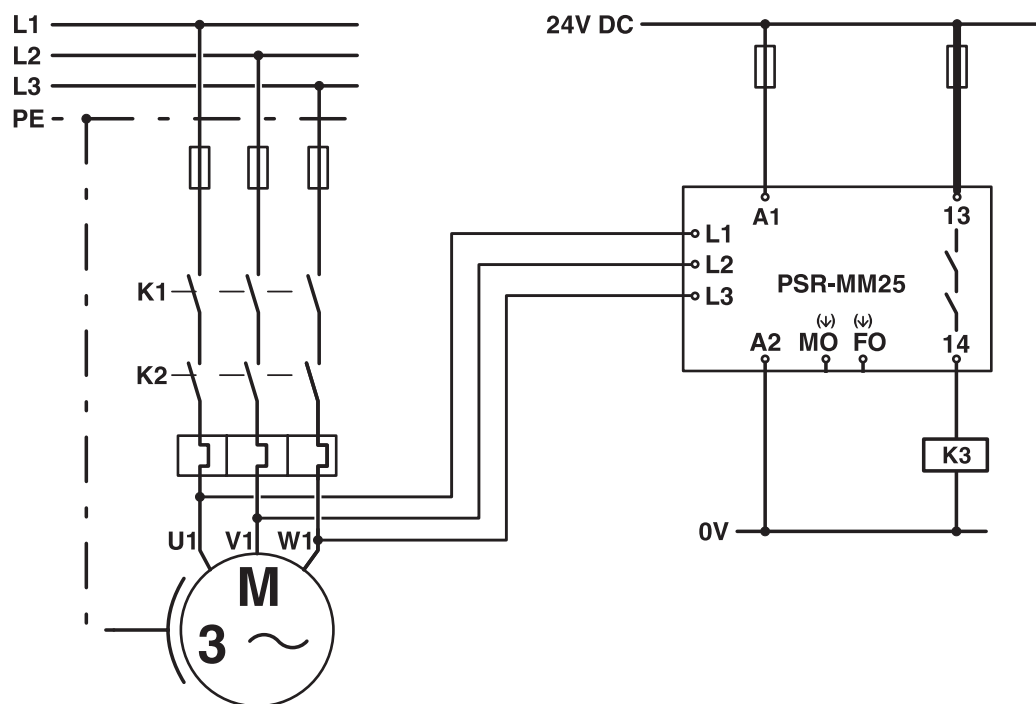 L1
L2
L3
PE
K1
K2
U1 V1 W1
M
3
24V DC
A1 13
L1
L2
L3
PSR-MM25
A2 MO FO 14
K3
0V